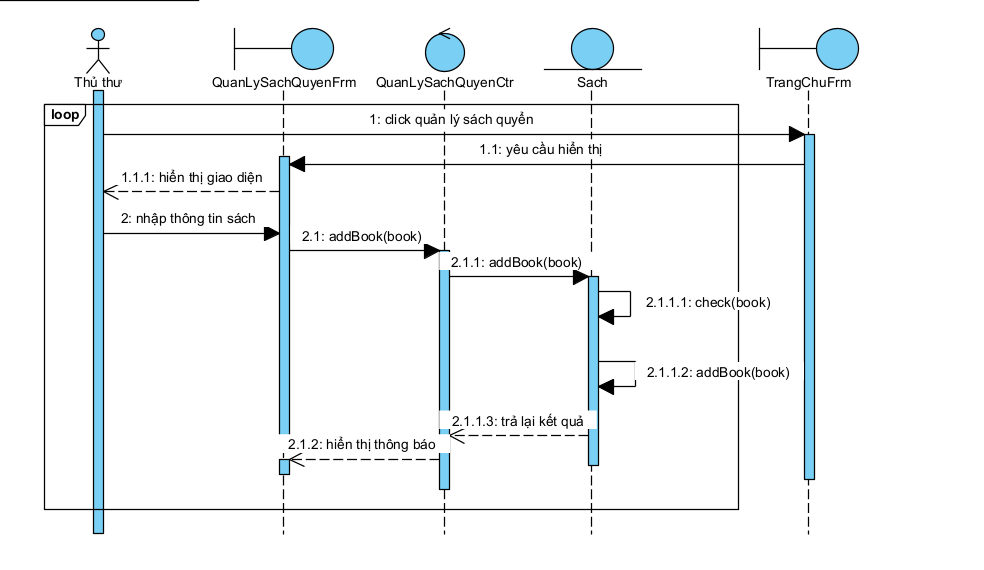 Thủ thư
QuanLySachQuyenFrm
QuanLySachQuyenCtr
Sach
TrangChuFrm
loop
1: click quản lý sách quyển
1.1: yêu cầu hiển thị
1.1.1: hiển thị giao diện
2: nhập thông tin sách
2.1: addBook(book)
2.1.1: addBook(book)
2.1.1.1: check(book)
2.1.1.2: addBook(book)
2.1.1.3: trả lại kết quả
2.1.2: hiển thị thông báo